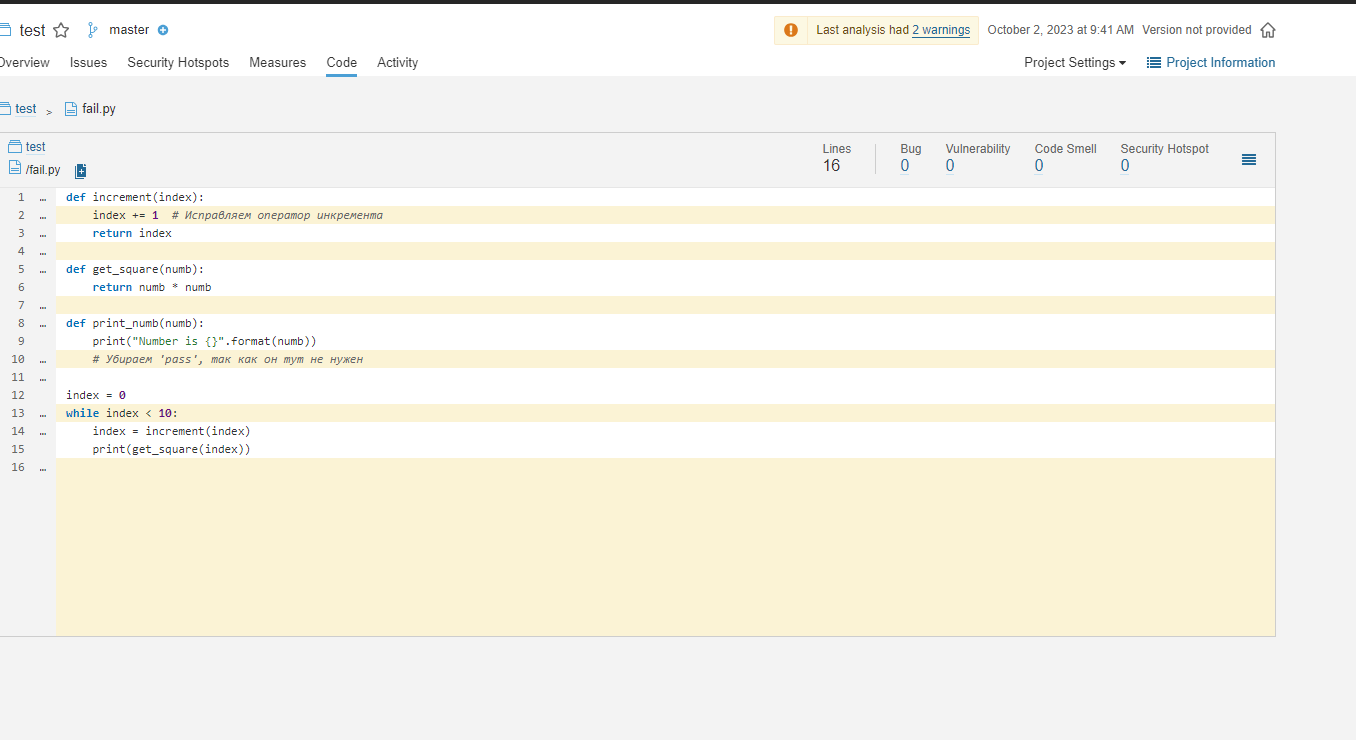 test master
Last analysis had 2 warnings October 2, 2023 at 9:41 AM Version not provided
Overview Issues Security Hotspots Measures Code Activity
Project Settings Project Information
test > fail.py
test
/fail.py
Lines Bug Vulnerability Code Smell Security Hotspot
16 0 0 0 0
1 … def increment(index):
2 … index += 1 # Исправляем оператор инкремента
3 … return index
4 …
5 … def get_square(numb):
6 return numb * numb
7 …
8 … def print_numb(numb):
9 print("Number is {}".format(numb))
10 … # Убираем 'pass', так как он тут не нужен
11 …
12 index = 0
13 … while index < 10:
14 … index = increment(index)
15 print(get_square(index))
16 …